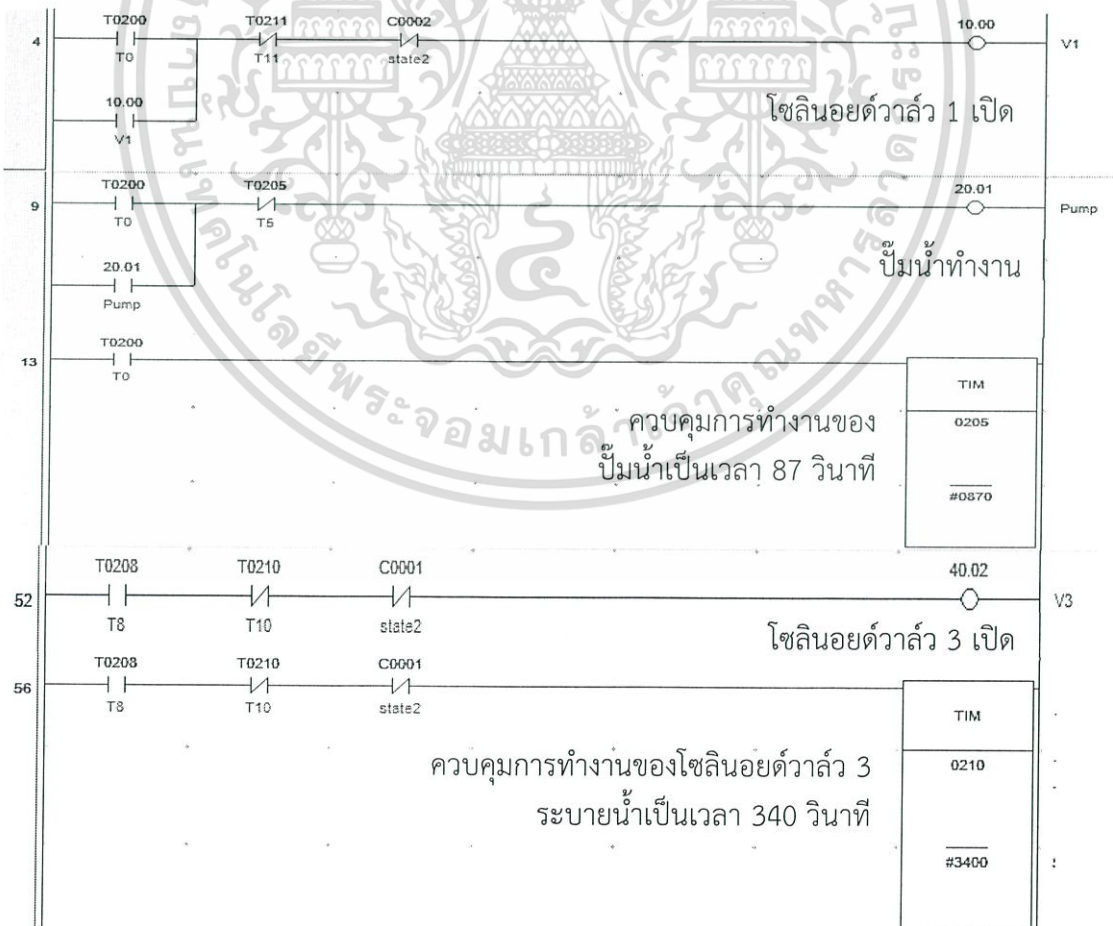 T0200 T0211 C0002 10.00
4 V1
T0 T11 state2
10.00
V1
โซลินอยด์วาล์ว 1 เปิด
T0200 T0205 20.01
9 Pump
T0 T5
20.01
Pump
ปั๊มน้ำทำงาน
T0200
13
T0
TIM
0205
#0870
ควบคุมการทำงานของ
ปั๊มน้ำเป็นเวลา 87 วินาที
T0208 T0210 C0001 40.02
52 V3
T8 T10 state2
โซลินอยด์วาล์ว 3 เปิด
T0208 T0210 C0001
56
T8 T10 state2
TIM
0210
#3400
ควบคุมการทำงานของโซลินอยด์วาล์ว 3
ระบายน้ำเป็นเวลา 340 วินาที